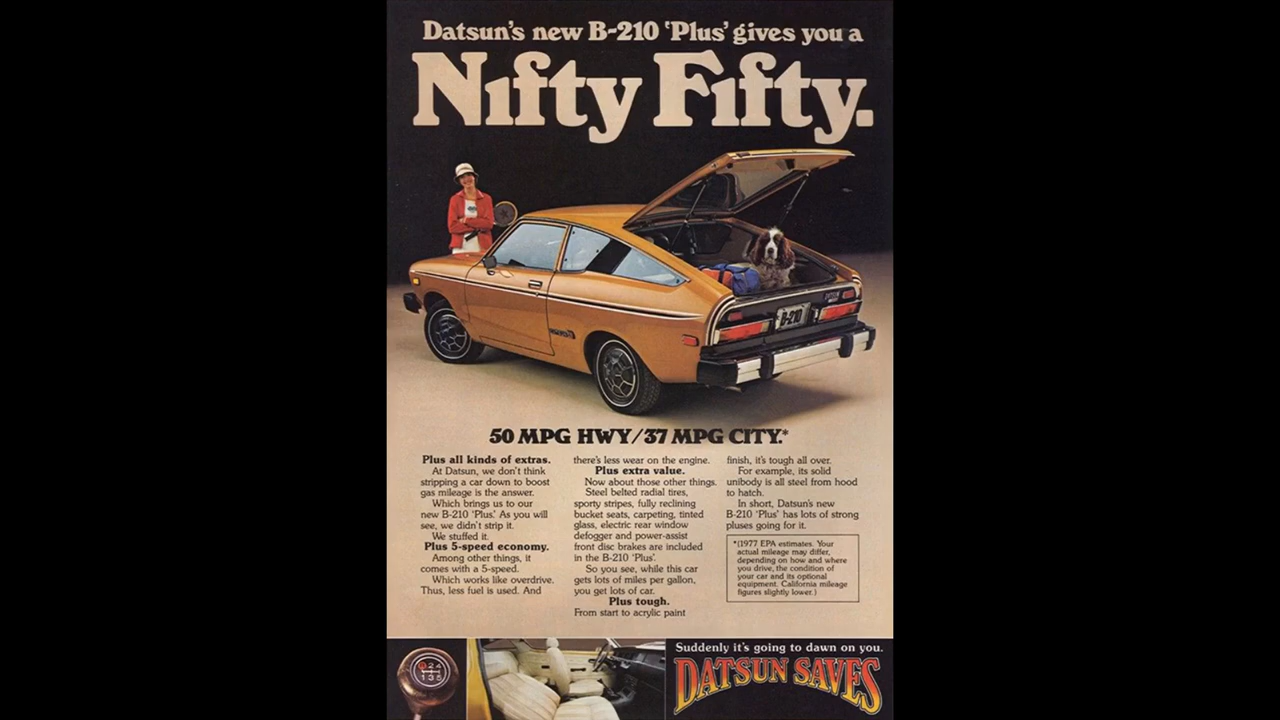 Datsun's new B-210 'Plus' gives you a
Nifty Fifty.
B-210
50 MPG HWY/37 MPG CITY.*
Plus all kinds of extras.
At Datsun, we don't think
stripping a car down to boost
gas mileage is the answer.
Which brings us to our
new B-210 'Plus.' As you will
see, we didn't strip it.
We stuffed it.
Plus 5-speed economy.
Among other things, it
comes with a 5-speed.
Which works like overdrive.
Thus, less fuel is used. And
there's less wear on the engine.
Plus extra value.
Now about those other things.
Steel belted radial tires,
sporty stripes, fully reclining
bucket seats, carpeting, tinted
glass, electric rear window
defogger and power-assist
front disc brakes are included
in the B-210 'Plus'.
So you see, while this car
gets lots of miles per gallon,
you get lots of car.
Plus tough.
From start to acrylic paint
finish, it's tough all over.
For example, its solid
unibody is all steel from hood
to hatch.
In short, Datsun's new
B-210 'Plus' has lots of strong
pluses going for it.
*(1977 EPA estimates. Your
actual mileage may differ,
depending on how and where
you drive, the condition of
your car and its optional
equipment. California mileage
figures slightly lower.)
R 2 4
1 3 5
Suddenly it's going to dawn on you.
DATSUN SAVES